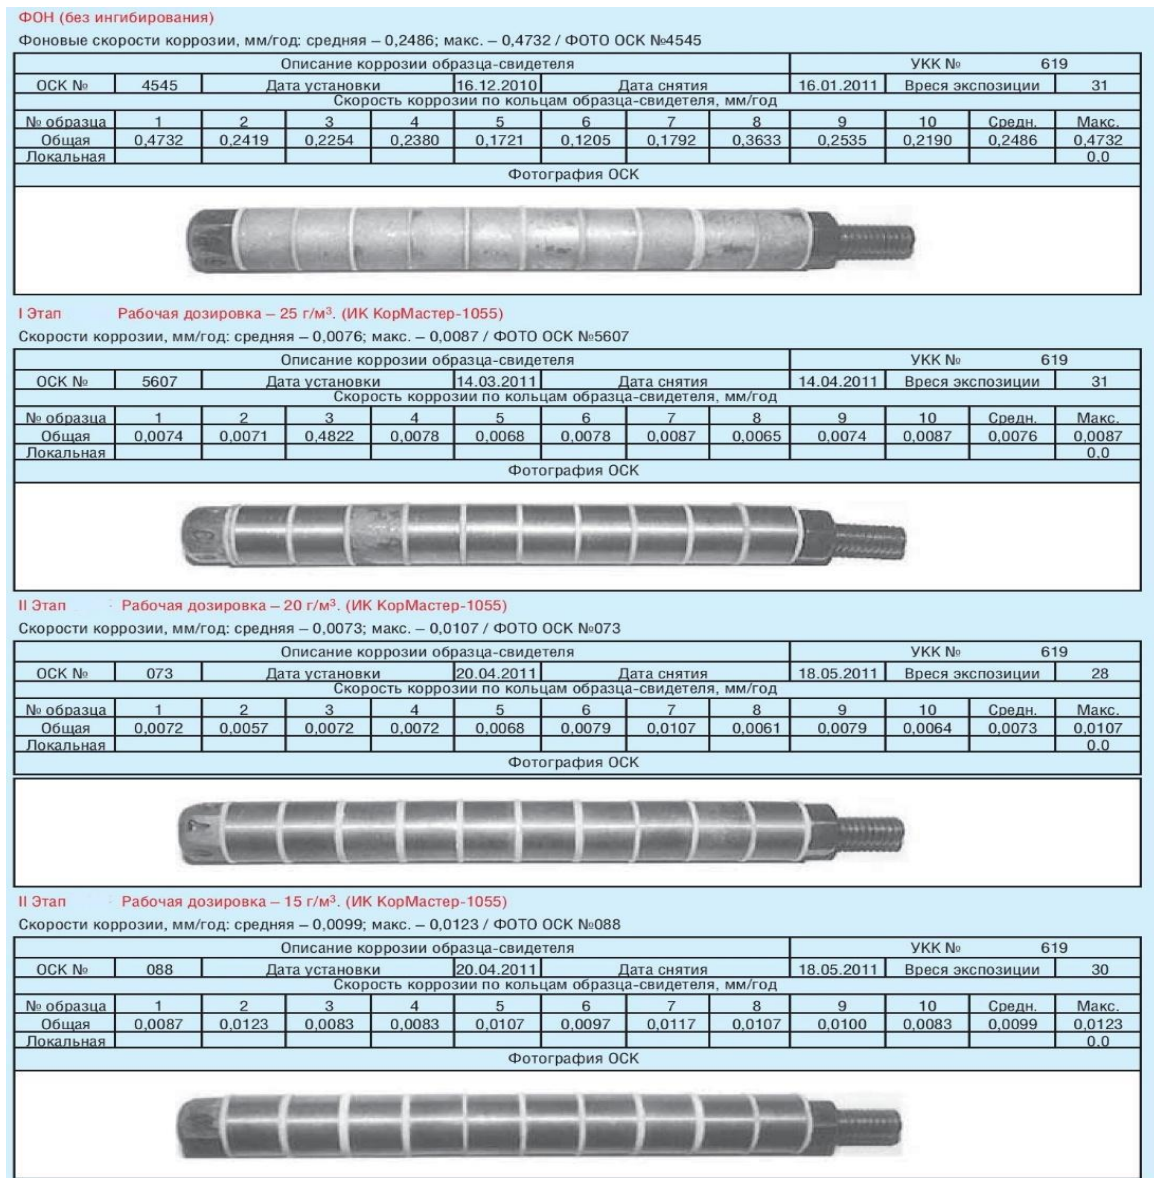 ФОН (без ингибирования)
Фоновые скорости коррозии, мм/год: средняя – 0,2486; макс. – 0,4732 / ФОТО ОСК №4545
Описание коррозии образца-свидетеля УКК № 619
ОСК № 4545 Дата установки 16.12.2010 Дата снятия 16.01.2011 Вреся экспозиции 31
Скорость коррозии по кольцам образца-свидетеля, мм/год
№ образца 1 2 3 4 5 6 7 8 9 10 Средн. Макс.
Общая 0,4732 0,2419 0,2254 0,2380 0,1721 0,1205 0,1792 0,3633 0,2535 0,2190 0,2486 0,4732
Локальная 0.0
Фотография ОСК
I Этап Рабочая дозировка – 25 г/м³. (ИК КорМастер-1055)
Скорости коррозии, мм/год: средняя – 0,0076; макс. – 0,0087 / ФОТО ОСК №5607
Описание коррозии образца-свидетеля УКК № 619
ОСК № 5607 Дата установки 14.03.2011 Дата снятия 14.04.2011 Вреся экспозиции 31
Скорость коррозии по кольцам образца-свидетеля, мм/год
№ образца 1 2 3 4 5 6 7 8 9 10 Средн. Макс.
Общая 0,0074 0,0071 0,4822 0,0078 0,0068 0,0078 0,0087 0,0065 0,0074 0,0087 0,0076 0,0087
Локальная 0.0
Фотография ОСК
II Этап Рабочая дозировка – 20 г/м³. (ИК КорМастер-1055)
Скорости коррозии, мм/год: средняя – 0,0073; макс. – 0,0107 / ФОТО ОСК №073
Описание коррозии образца-свидетеля УКК № 619
ОСК № 073 Дата установки 20.04.2011 Дата снятия 18.05.2011 Вреся экспозиции 28
Скорость коррозии по кольцам образца-свидетеля, мм/год
№ образца 1 2 3 4 5 6 7 8 9 10 Средн. Макс.
Общая 0,0072 0,0057 0,0072 0,0072 0,0068 0,0079 0,0107 0,0061 0,0079 0,0064 0,0073 0,0107
Локальная 0.0
Фотография ОСК
II Этап Рабочая дозировка – 15 г/м³. (ИК КорМастер-1055)
Скорости коррозии, мм/год: средняя – 0,0099; макс. – 0,0123 / ФОТО ОСК №088
Описание коррозии образца-свидетеля УКК № 619
ОСК № 088 Дата установки 20.04.2011 Дата снятия 18.05.2011 Вреся экспозиции 30
Скорость коррозии по кольцам образца-свидетеля, мм/год
№ образца 1 2 3 4 5 6 7 8 9 10 Средн. Макс.
Общая 0,0087 0,0123 0,0083 0,0083 0,0107 0,0097 0,0117 0,0107 0,0100 0,0083 0,0099 0,0123
Локальная 0.0
Фотография ОСК